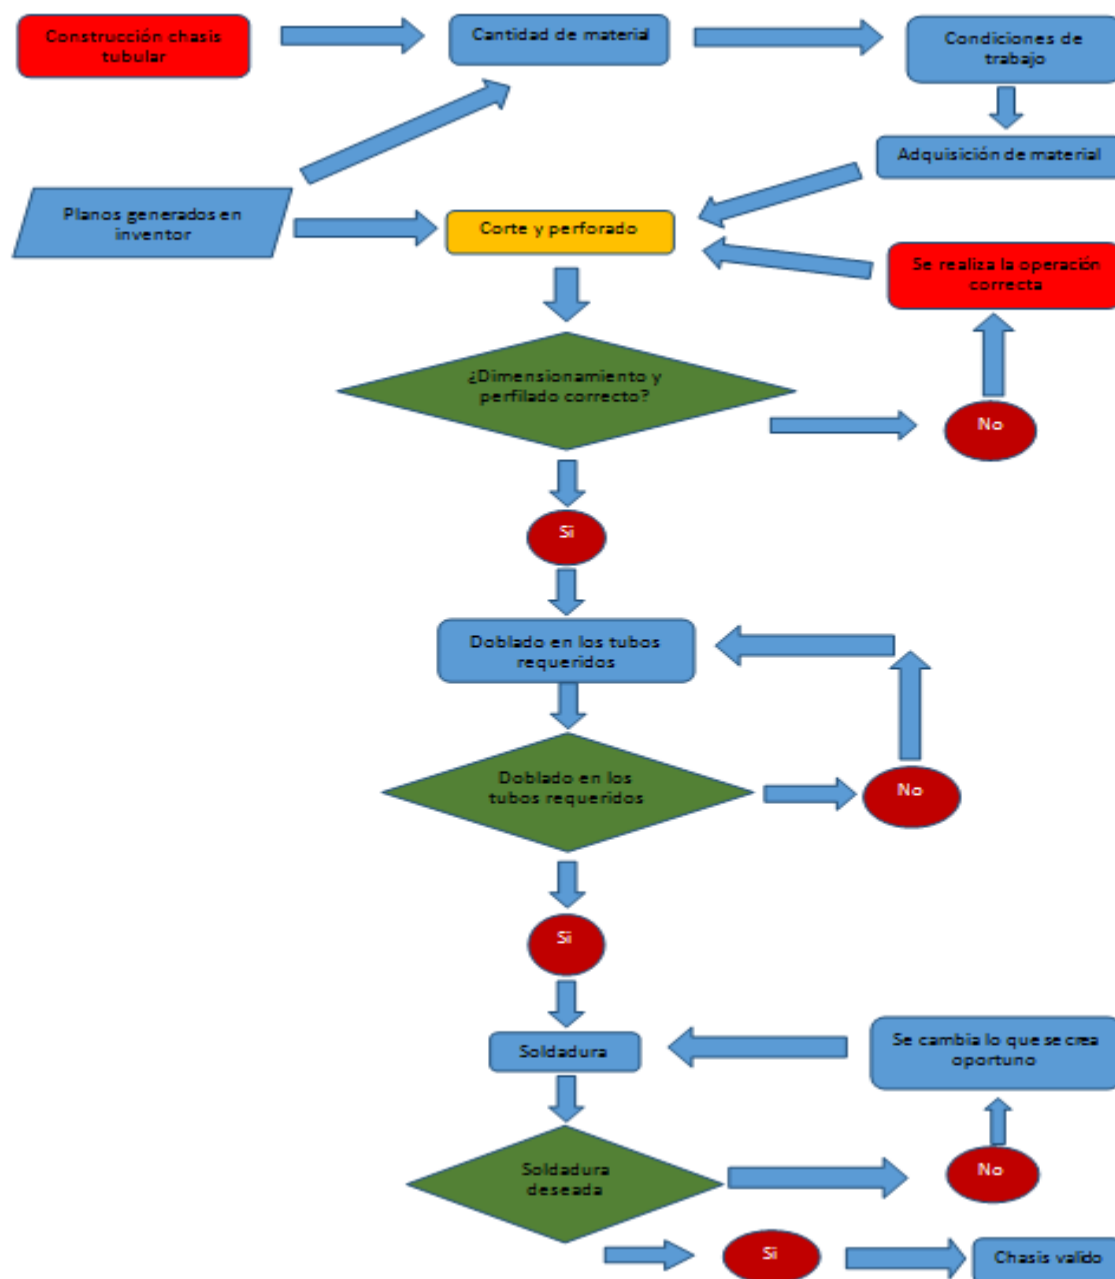 Construcción chasis
tubular
Cantidad de material
Condiciones de
trabajo
Adquisición de material
Planos generados en
inventor
Corte y perforado
Se realiza la operación
correcta
¿Dimensionamiento y
perfilado correcto?
No
Si
Doblado en los tubos
requeridos
Doblado en los
tubos requeridos
No
Si
Soldadura
Se cambia lo que se crea
oportuno
Soldadura
deseada
No
Si
Chasis valido